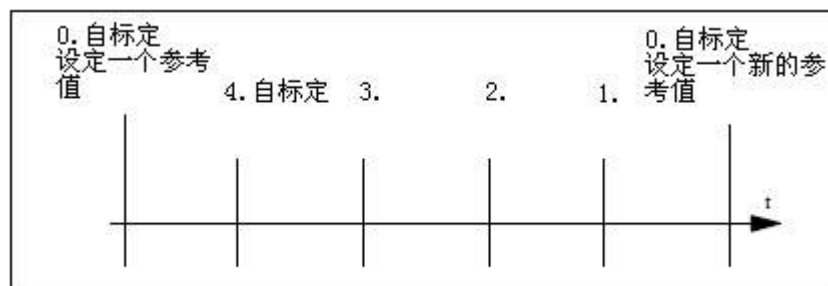 0.自标定
设定一个参考
值
4.自标定
3.
2.
1.
0.自标定
设定一个新的参
考值
t